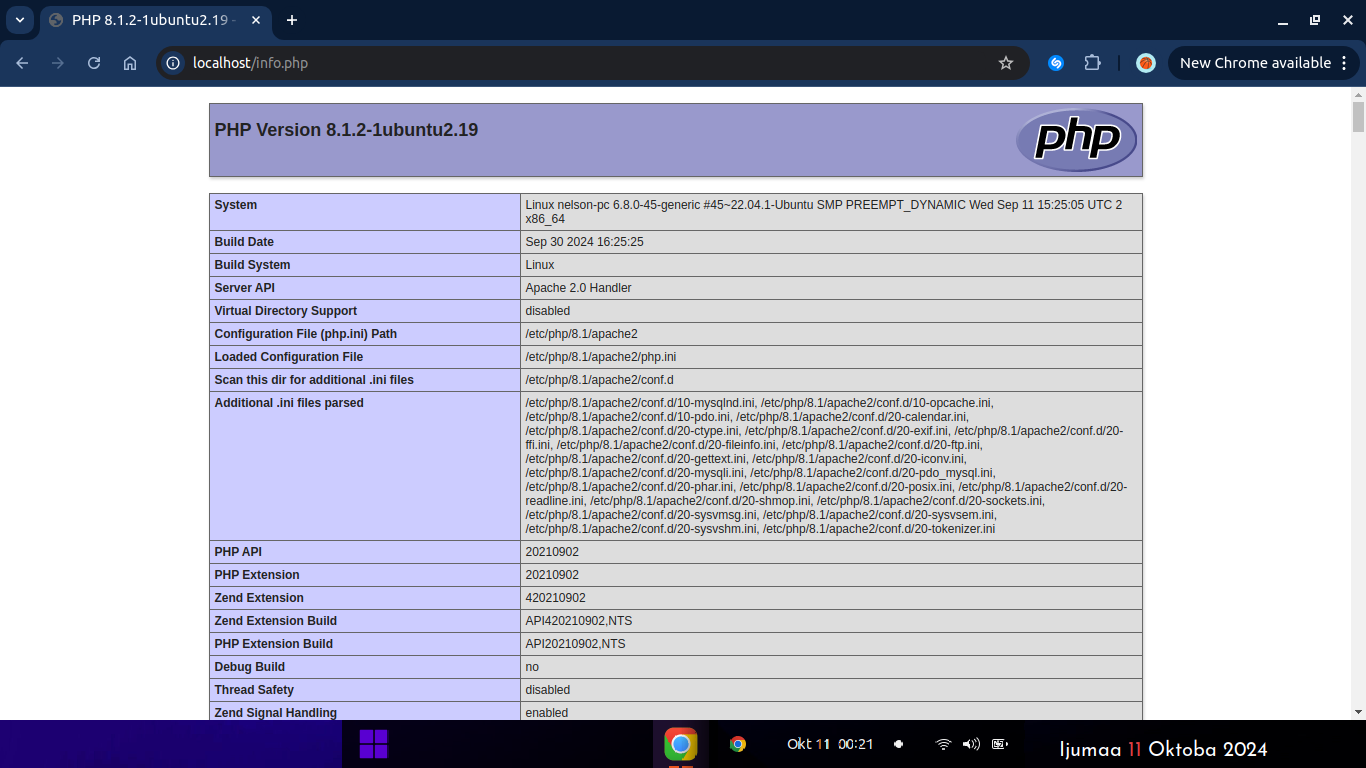 PHP 8.1.2-1ubuntu2.19 -
localhost/info.php
New Chrome available
PHP Version 8.1.2-1ubuntu2.19
php
System
Linux nelson-pc 6.8.0-45-generic #45~22.04.1-Ubuntu SMP PREEMPT_DYNAMIC Wed Sep 11 15:25:05 UTC 2
x86_64
Build Date
Sep 30 2024 16:25:25
Build System
Linux
Server API
Apache 2.0 Handler
Virtual Directory Support
disabled
Configuration File (php.ini) Path
/etc/php/8.1/apache2
Loaded Configuration File
/etc/php/8.1/apache2/php.ini
Scan this dir for additional .ini files
/etc/php/8.1/apache2/conf.d
Additional .ini files parsed
/etc/php/8.1/apache2/conf.d/10-mysqlnd.ini, /etc/php/8.1/apache2/conf.d/10-opcache.ini,
/etc/php/8.1/apache2/conf.d/10-pdo.ini, /etc/php/8.1/apache2/conf.d/20-calendar.ini,
/etc/php/8.1/apache2/conf.d/20-ctype.ini, /etc/php/8.1/apache2/conf.d/20-exif.ini, /etc/php/8.1/apache2/conf.d/20-
ffi.ini, /etc/php/8.1/apache2/conf.d/20-fileinfo.ini, /etc/php/8.1/apache2/conf.d/20-ftp.ini,
/etc/php/8.1/apache2/conf.d/20-gettext.ini, /etc/php/8.1/apache2/conf.d/20-iconv.ini,
/etc/php/8.1/apache2/conf.d/20-mysqli.ini, /etc/php/8.1/apache2/conf.d/20-pdo_mysql.ini,
/etc/php/8.1/apache2/conf.d/20-phar.ini, /etc/php/8.1/apache2/conf.d/20-posix.ini, /etc/php/8.1/apache2/conf.d/20-
readline.ini, /etc/php/8.1/apache2/conf.d/20-shmop.ini, /etc/php/8.1/apache2/conf.d/20-sockets.ini,
/etc/php/8.1/apache2/conf.d/20-sysvmsg.ini, /etc/php/8.1/apache2/conf.d/20-sysvsem.ini,
/etc/php/8.1/apache2/conf.d/20-sysvshm.ini, /etc/php/8.1/apache2/conf.d/20-tokenizer.ini
PHP API
20210902
PHP Extension
20210902
Zend Extension
420210902
Zend Extension Build
API420210902,NTS
PHP Extension Build
API20210902,NTS
Debug Build
no
Thread Safety
disabled
Zend Signal Handling
enabled
Okt 11 00:21
Ijumaa 11 Oktoba 2024